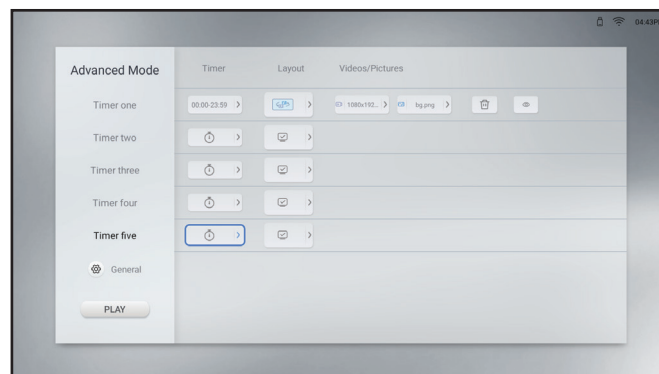 04:43P
Advanced Mode Timer Layout Videos/Pictures
Timer one 00:00-23:59 1080x192.. bg.png
Timer two
Timer three
Timer four
Timer five
General
PLAY